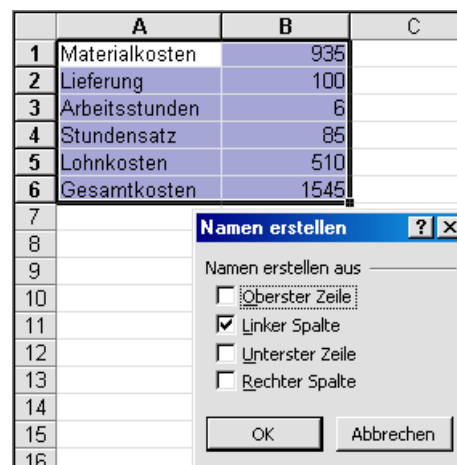 A B C
1 Materialkosten 935
2 Lieferung 100
3 Arbeitsstunden 6
4 Stundensatz 85
5 Lohnkosten 510
6 Gesamtkosten 1545
7
8
9
10
11
12
13
14
15
16
Namen erstellen ? ×
Namen erstellen aus
Oberster Zeile
Linker Spalte
Unterster Zeile
Rechter Spalte
OK Abbrechen